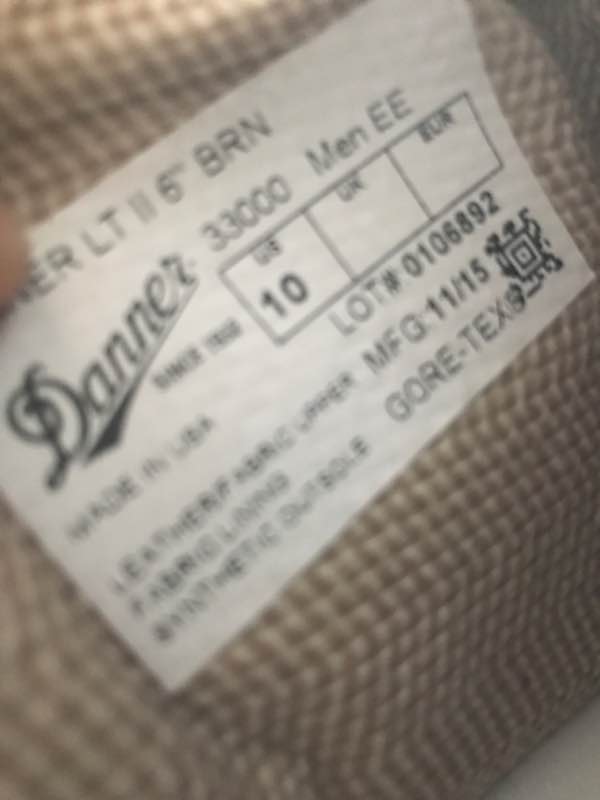 NER LT II 6" BRN
Danner
SINCE 1932
33000 Men EE
US UK EUR
10
LOT# 0106892
MFG: 11/15
GORE-TEX®
MADE IN USA
LEATHER/FABRIC UPPER
FABRIC LINING
SYNTHETIC OUTSOLE